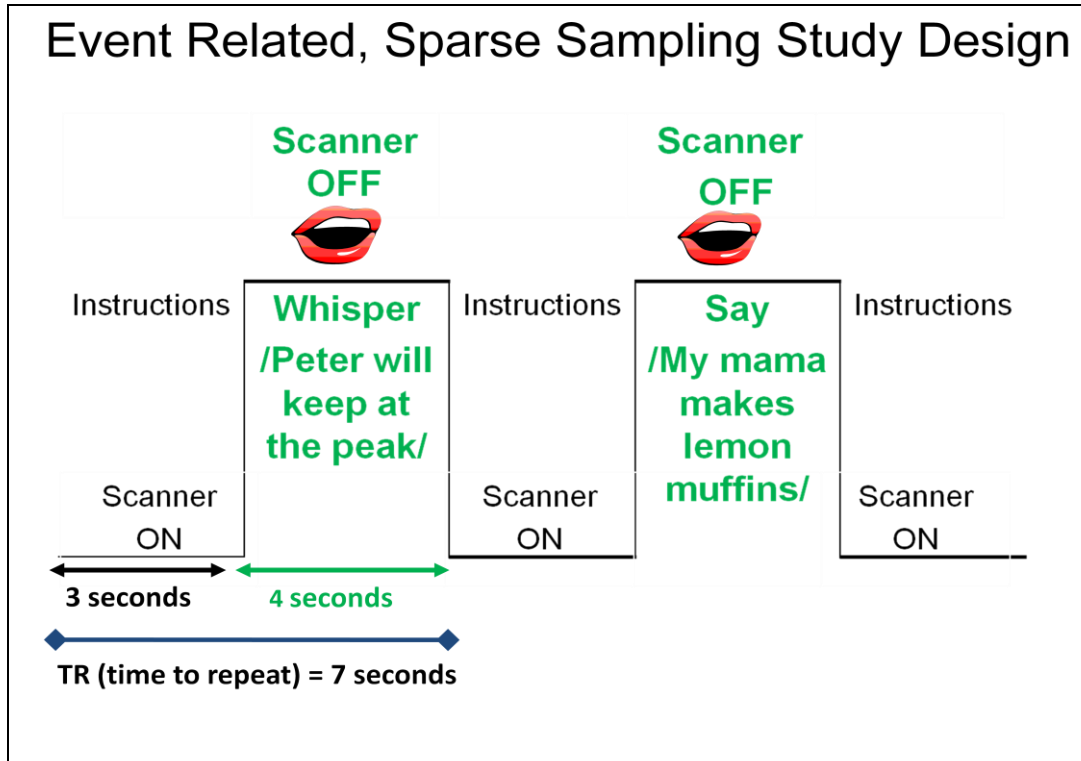 Event Related, Sparse Sampling Study Design
Scanner
OFF
Scanner
OFF
Instructions
Whisper
/Peter will
keep at
the peak/
Instructions
Say
/My mama
makes
lemon
muffins/
Instructions
Scanner
ON
Scanner
ON
Scanner
ON
3 seconds
4 seconds
TR (time to repeat) = 7 seconds